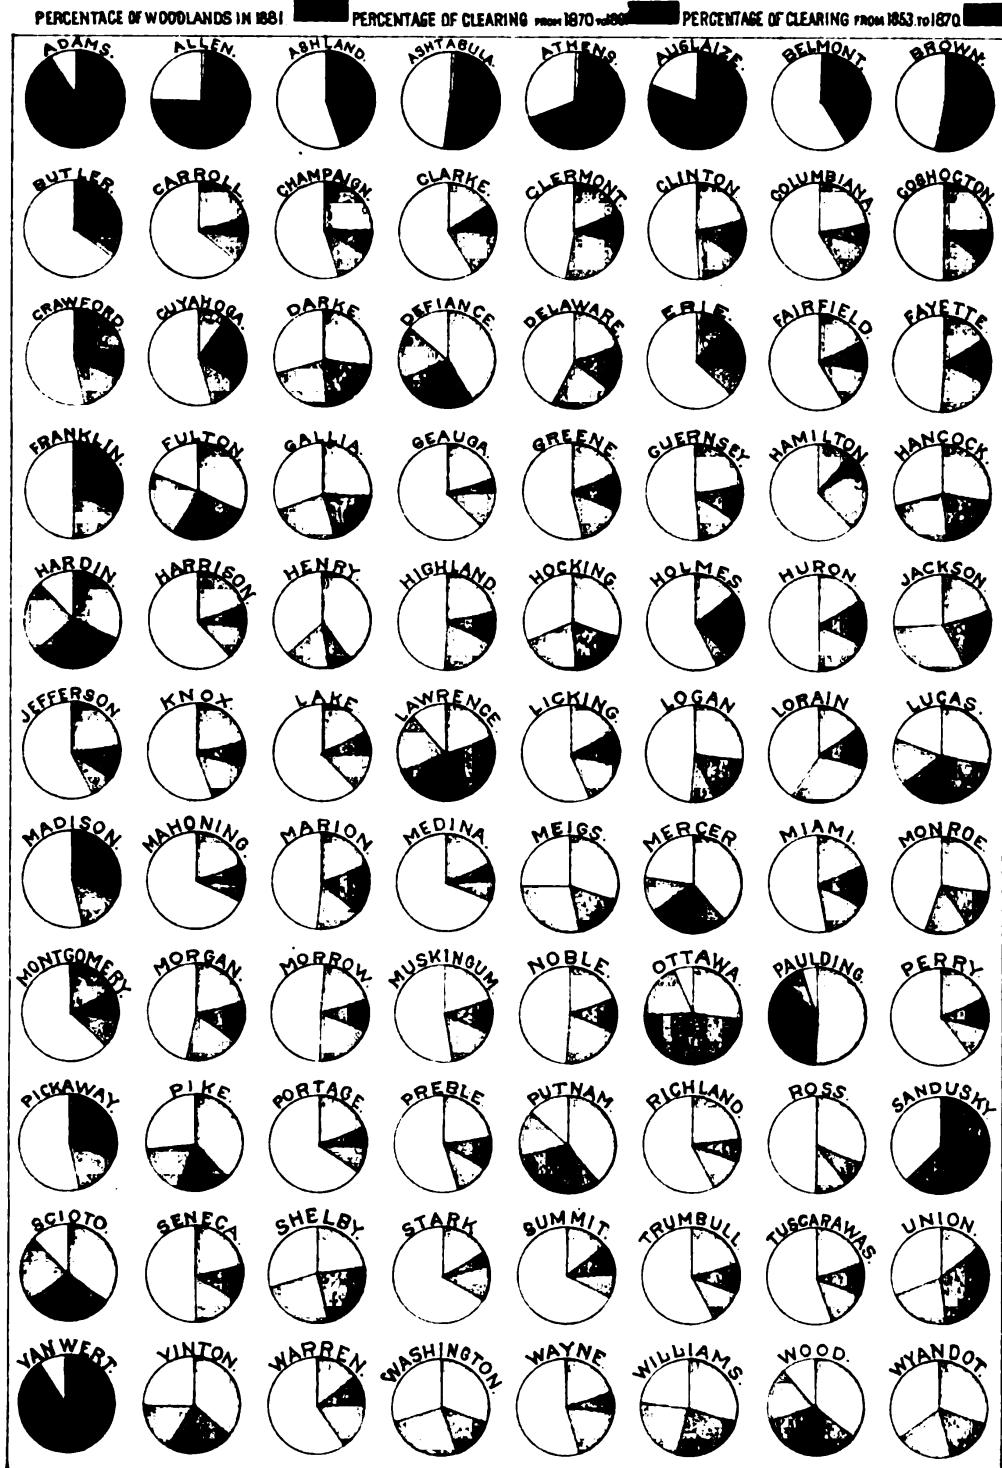 PERCENTAGE OF WOODLANDS IN 1881 PERCENTAGE OF CLEARING FROM 1870 TO PERCENTAGE OF CLEARING FROM 1853 TO 1870
ADAMS. ALLEN. ASHLAND. ASHTABULA. ATHENS. AUGLAIZE. BELMONT. BROWN.
BUTLER. CARROLL. CHAMPAIGN. CLARKE. CLERMONT. CLINTON. COLUMBIANA. COSHOCTON.
CRAWFORD. CUYAHOGA. DARKE DEFIANCE. DELAWARE. ERIE. FAIRFIELD. FAYETTE.
FRANKLIN. FULTON. GALLIA. GEAUGA. GREENE. GUERNSEY. HAMILTON. HANCOCK.
HARDIN. HARRISON. HENRY. HIGHLAND. HOCKING. HOLMES HURON. JACKSON.
JEFFERSON KNOX. LAKE LAWRENCE LICKING. LOGAN LORAIN LUCAS.
MADISON. MAHONING. MARION. MEDINA. MEIGS. MERCER MIAMI. MONROE
MONTGOMERY. MORGAN. MORROW. MUSKINGUM NOBLE. OTTAWA PAULDING. PERRY.
PICKAWAY. PIKE. PORTAGE. PREBLE PUTNAM. RICHLAND. ROSS. SANDUSKY
SCIOTO. SENECA SHELBY. STARK SUMMIT. TRUMBULL TUSCARAWAS. UNION.
VAN WERT. VINTON. WARREN. WASHINGTON. WAYNE WILLIAMS. WOOD. WYANDOT.